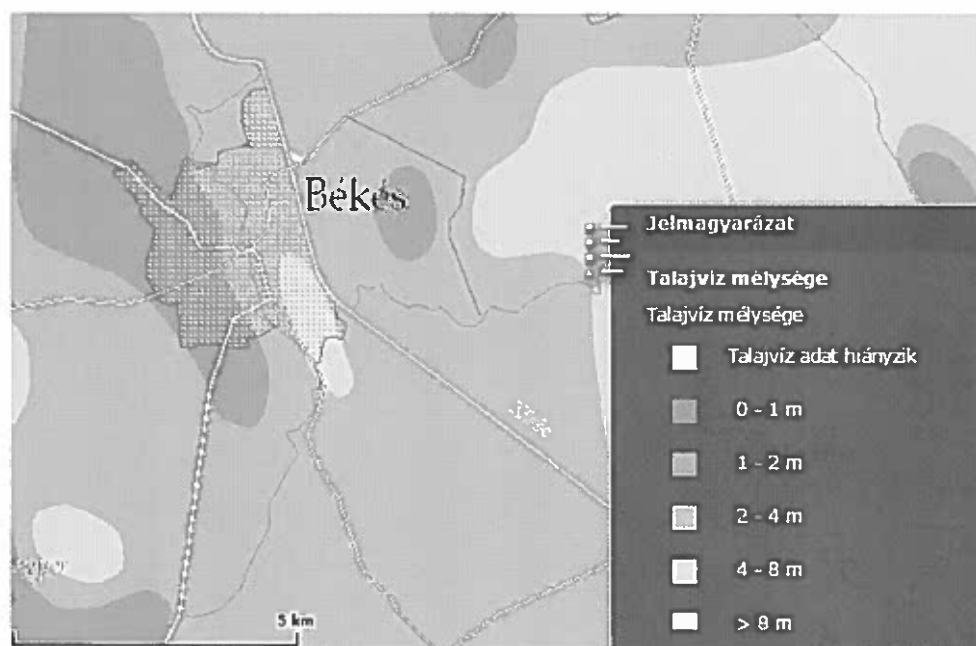 Békés
Jelmagyarázat
Talajvíz mélysége
Talajvíz mélysége
Talajvíz adat hiányzik
0 - 1 m
1 - 2 m
2 - 4 m
4 - 8 m
> 8 m
5 km